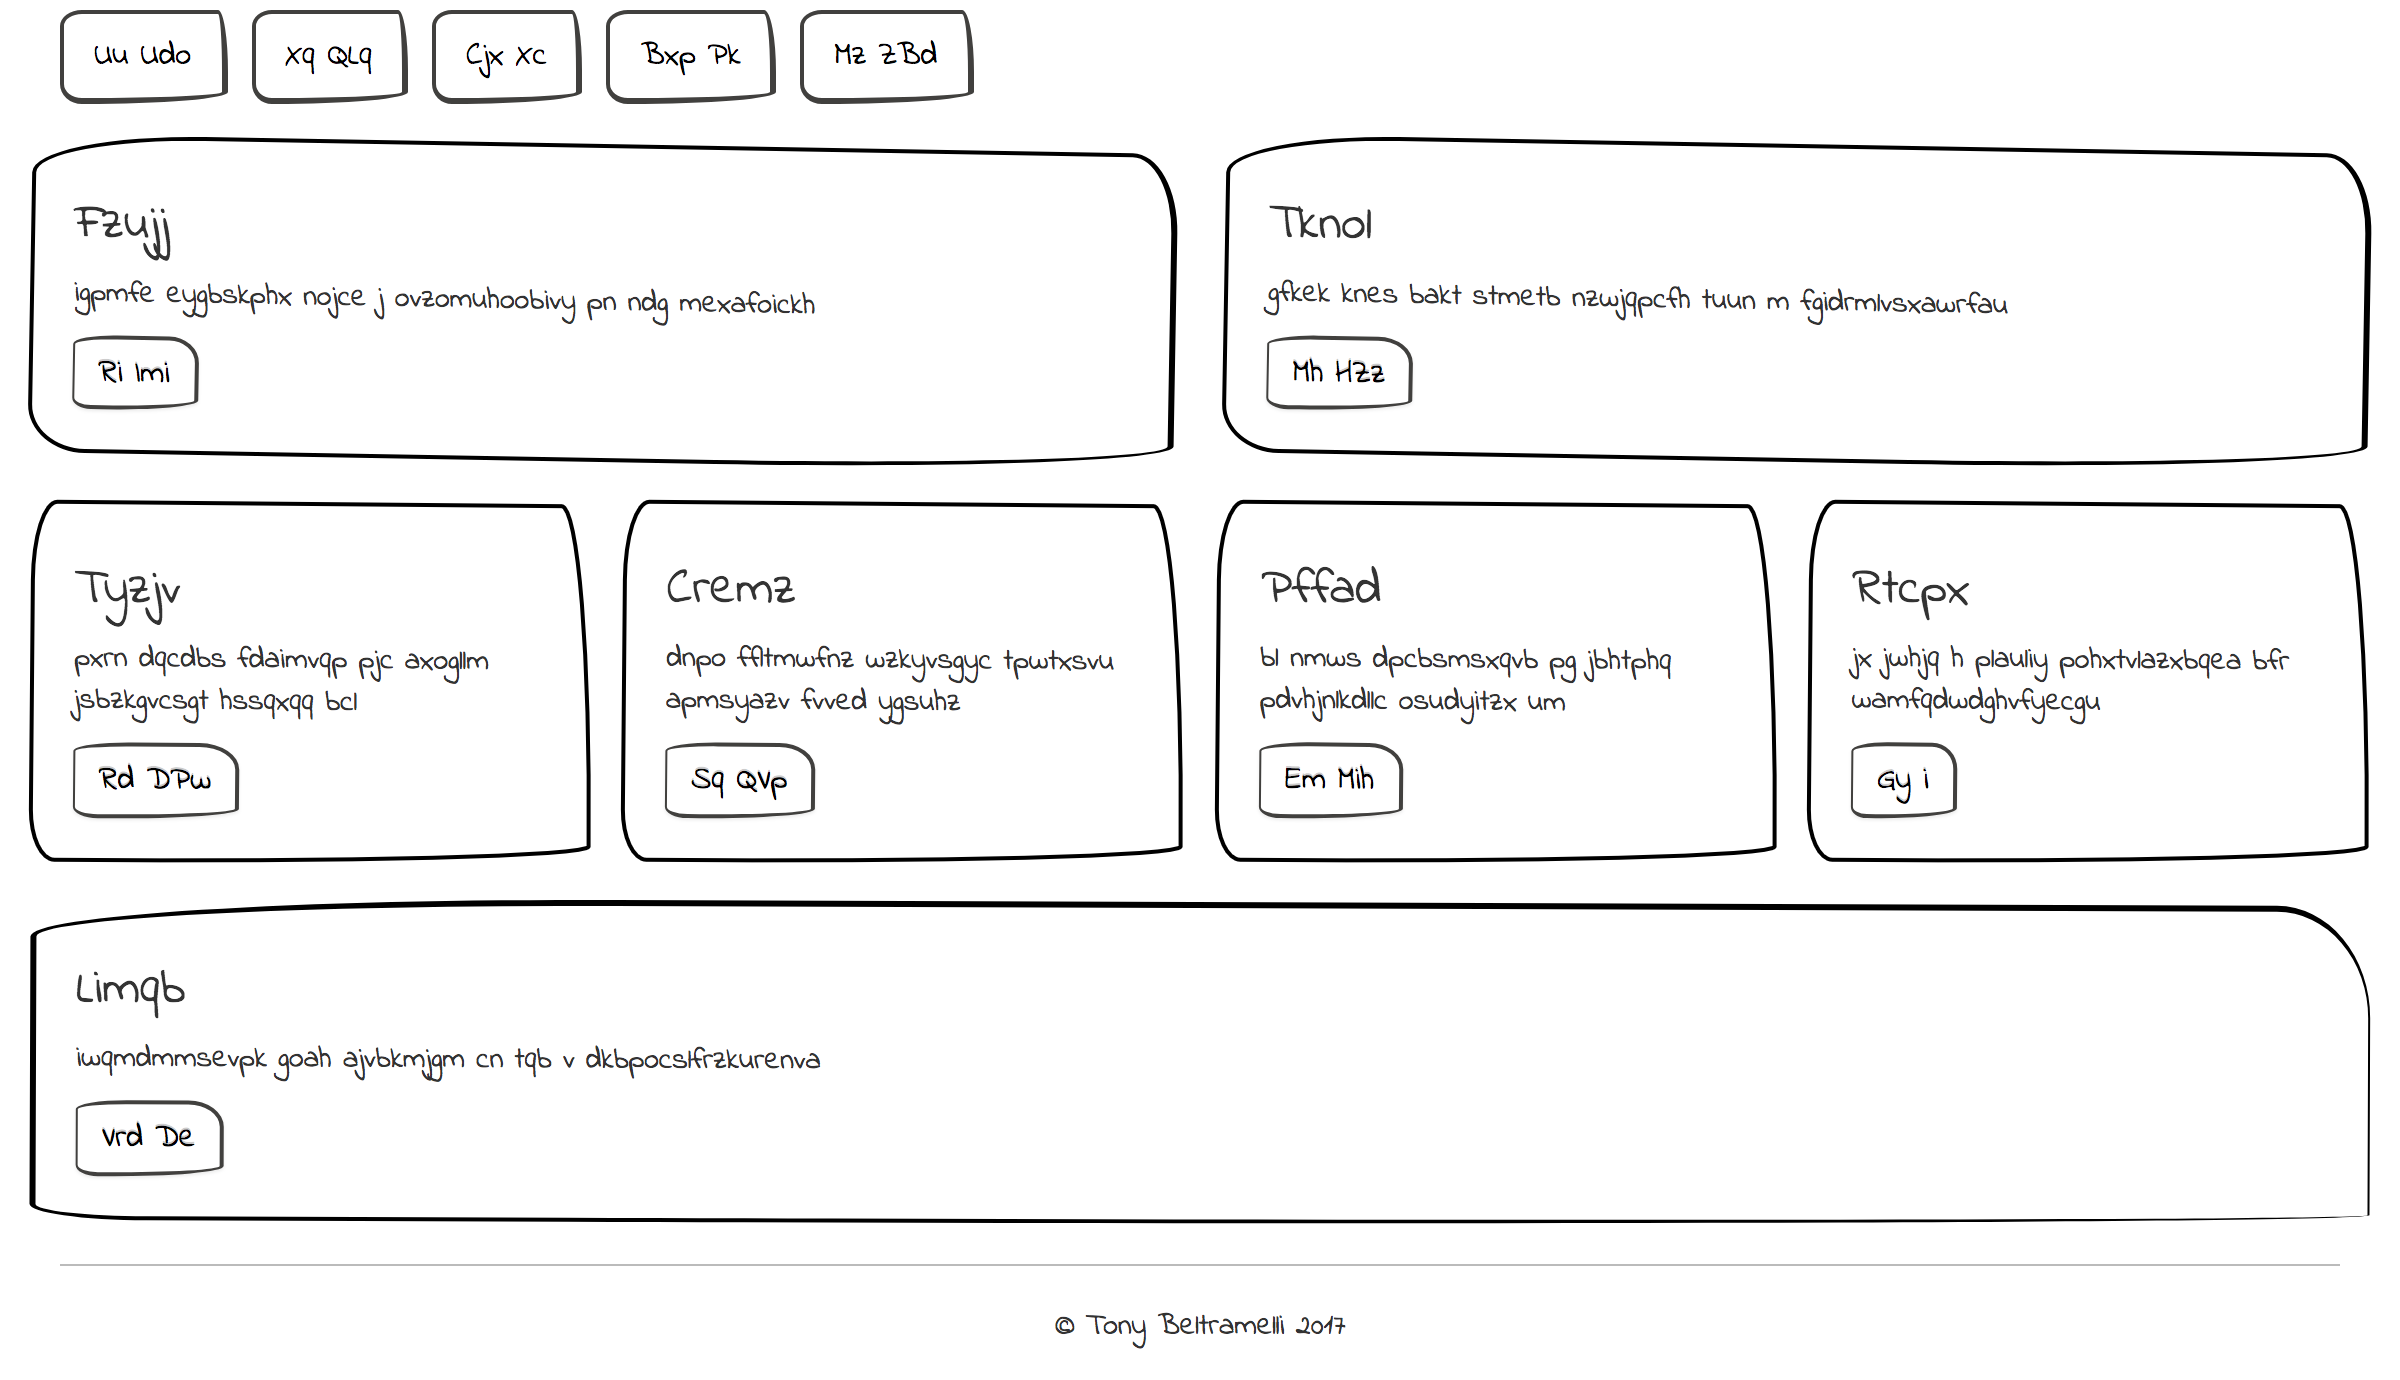 Uu Udo
Xq QLq
Cjx Xc
Bxp Pk
Mz ZBd
Fzujj
igpmfe eygbskphx nojce j ovzomuhoobivy pn ndg mexafoickh
Ri Imi
Tknol
gfkek knes bakt stmetb nzwjqpcfh tuun m fgidrmlvsxawrfau
Mh HZz
Tyzjv
pxrn dqcdbs fdaimvqp pjc axogllm
jsbzkgvcsgt hssqxqq bcl
Rd DPw
Cremz
dnpo ffltmwfnz wzkyvsgyc tpwtxsvu
apmsyazv fvved ygsuhz
Sq QVp
Pffad
bl nmws dpcbsmsxqvb pg jbhtphq
pdvhjnlkdllc osudyitzx um
Em Mih
Rtcpx
jx jwhjq h plauliy pohxtvlazxbqea bfr
wamfqdwdghvfyecgu
Gy i
Limqb
iwqmdmmsevpk goah ajvbkmjgm cn tqb v dkbpocslfrzkurenva
Vrd De
© Tony Beltramelli 2017